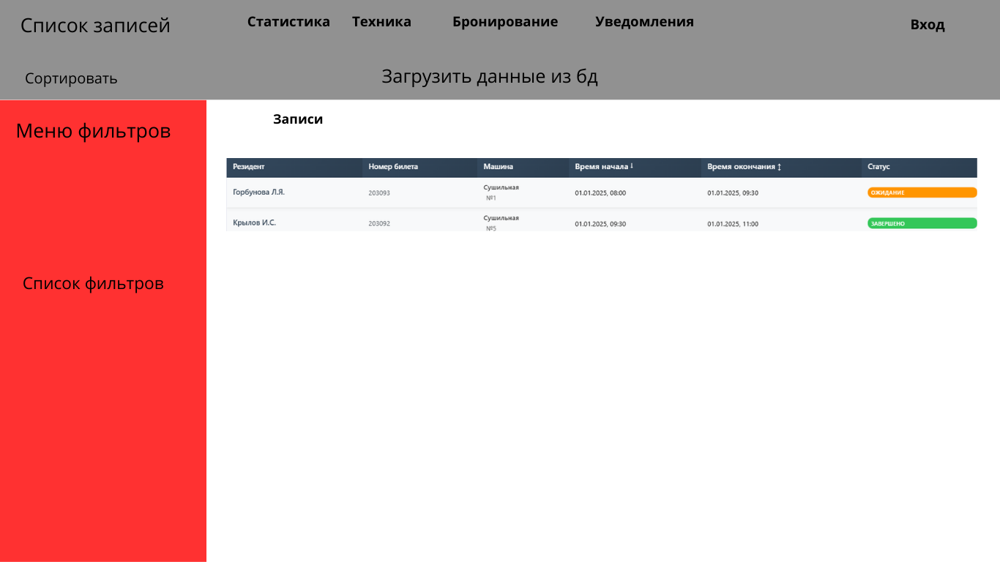 Список записей
Статистика Техника Бронирование Уведомления Вход
Сортировать Загрузить данные из бд
Меню фильтров
Список фильтров
Записи
Резидент Номер билета Машина Время начала ↓ Время окончания ↕ Статус
Горбунова Л.Я. 203093 Сушильная №1 01.01.2025, 08:00 01.01.2025, 09:30 ОЖИДАНИЕ
Крылов И.С. 203092 Сушильная №5 01.01.2025, 09:30 01.01.2025, 11:00 ЗАВЕРШЕНО